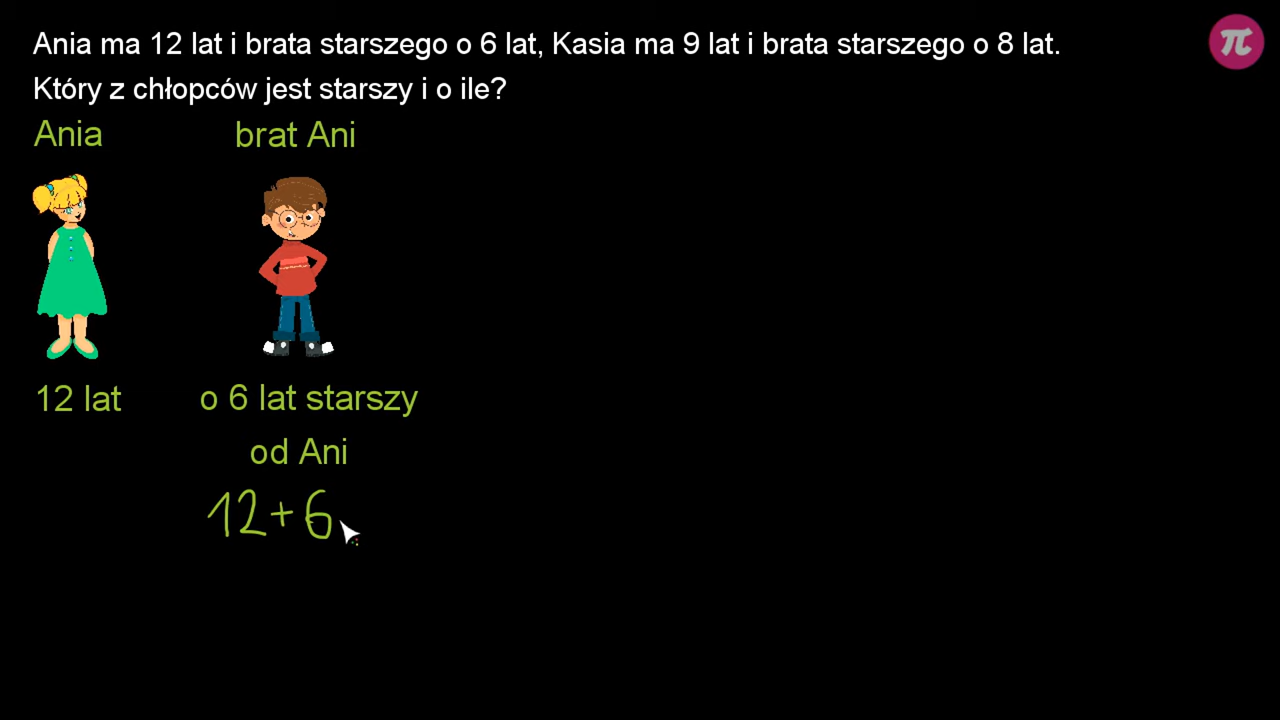 Ania ma 12 lat i brata starszego o 6 lat, Kasia ma 9 lat i brata starszego o 8 lat.
Który z chłopców jest starszy i o ile?
Ania brat Ani
12 lat o 6 lat starszy
od Ani
12+6
π